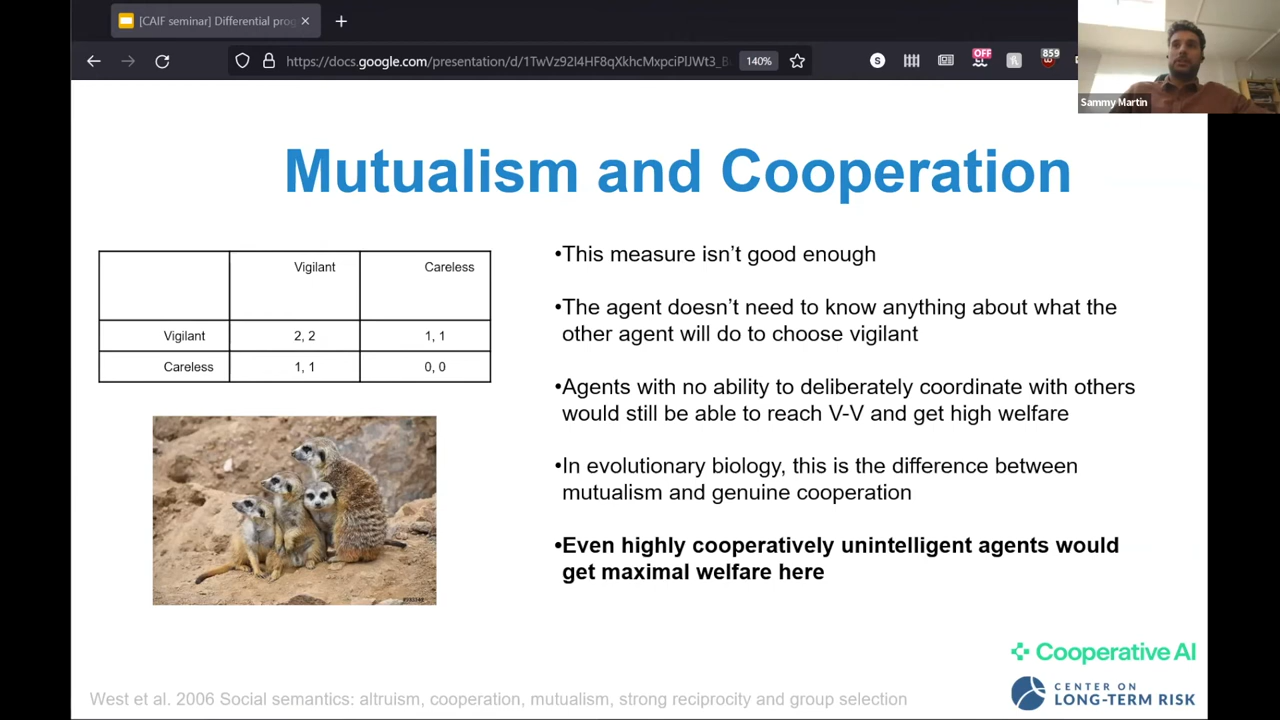 [CAIF seminar] Differential prog
https://docs.google.com/presentation/d/1TwVz92I4HF8qXkhcMxpciPlJWt3_B
140%
S
OFF
859
Sammy Martin
Mutualism and Cooperation
Vigilant Careless
Vigilant 2, 2 1, 1
Careless 1, 1 0, 0
•This measure isn’t good enough
•The agent doesn’t need to know anything about what the
other agent will do to choose vigilant
•Agents with no ability to deliberately coordinate with others
would still be able to reach V-V and get high welfare
•In evolutionary biology, this is the difference between
mutualism and genuine cooperation
•Even highly cooperatively unintelligent agents would
get maximal welfare here
Cooperative AI
CENTER ON
LONG-TERM RISK
West et al. 2006 Social semantics: altruism, cooperation, mutualism, strong reciprocity and group selection